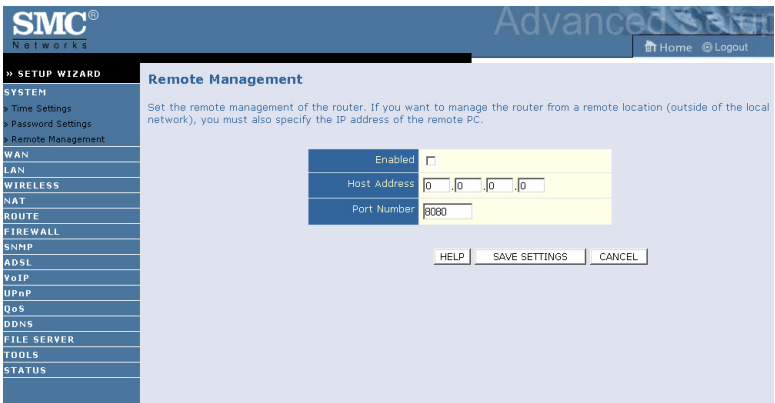 SMC®
Networks
Advanced Setup
Home Logout
» SETUP WIZARD
SYSTEM
» Time Settings
» Password Settings
» Remote Management
WAN
LAN
WIRELESS
NAT
ROUTE
FIREWALL
SNMP
ADSL
VoIP
UPnP
QoS
DDNS
FILE SERVER
TOOLS
STATUS
Remote Management
Set the remote management of the router. If you want to manage the router from a remote location (outside of the local
network), you must also specify the IP address of the remote PC.
Enabled
Host Address 0 .0 .0 .0
Port Number 8080
HELP SAVE SETTINGS CANCEL